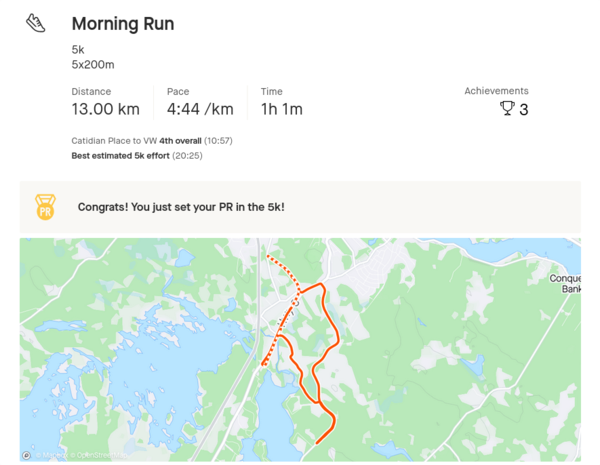 Morning Run
5k
5x200m
Distance Pace Time Achievements
13.00 km 4:44 /km 1h 1m 3
Catidian Place to VW 4th overall (10:57)
Best estimated 5k effort (20:25)
PR Congrats! You just set your PR in the 5k!
Conque
Bank
© OpenStreetMap